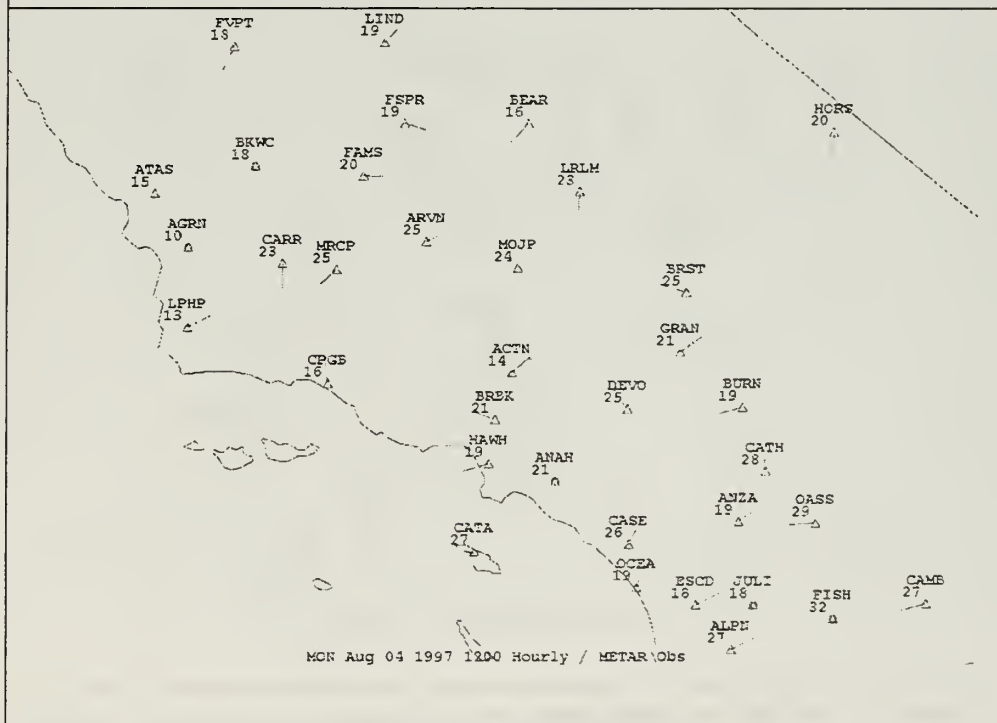 FVPT
18
LIND
19
FSPR
19
BEAR
16
HORS
20
BKWC
18
FAMS
20
ATAS
15
LRLM
23
AGRN
10
CARR
23
MRCP
25
ARVN
25
MOJP
24
BRST
25
LPHP
13
GRAN
21
ACTN
14
CPGB
16
BRBK
21
DEVO
25
BURN
19
HAWH
19
ANAH
21
CATH
28
ANZA
19
OASS
29
CATA
27
CASE
26
OCEA
19
ESCD
JULI
18
FISH
32
CAMB
27
ALPN
27
MON Aug 04 1997 1200 Hourly / METAR Obs